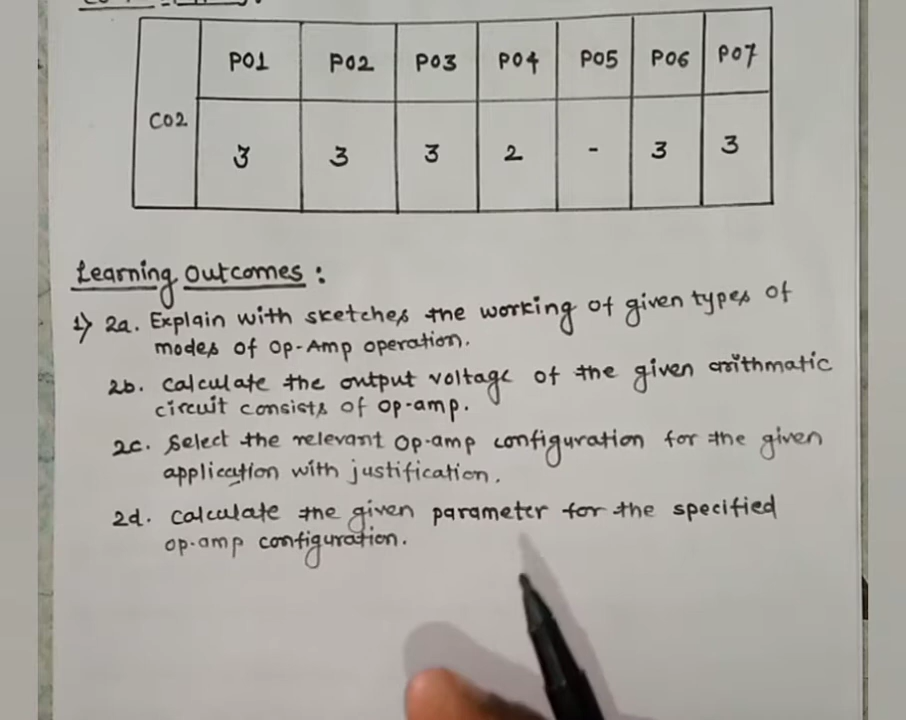 PO1 PO2 PO3 PO4 PO5 PO6 PO7
CO2
3 3 3 2 - 3 3
Learning Outcomes :
1) 2a. Explain with sketches the working of given types of
modes of Op-Amp operation.
2b. Calculate the output voltage of the given arithmatic
circuit consists of op-amp.
2c. Select the relevant Op-amp configuration for the given
application with justification.
2d. Calculate the given parameter for the specified
op-amp configuration.